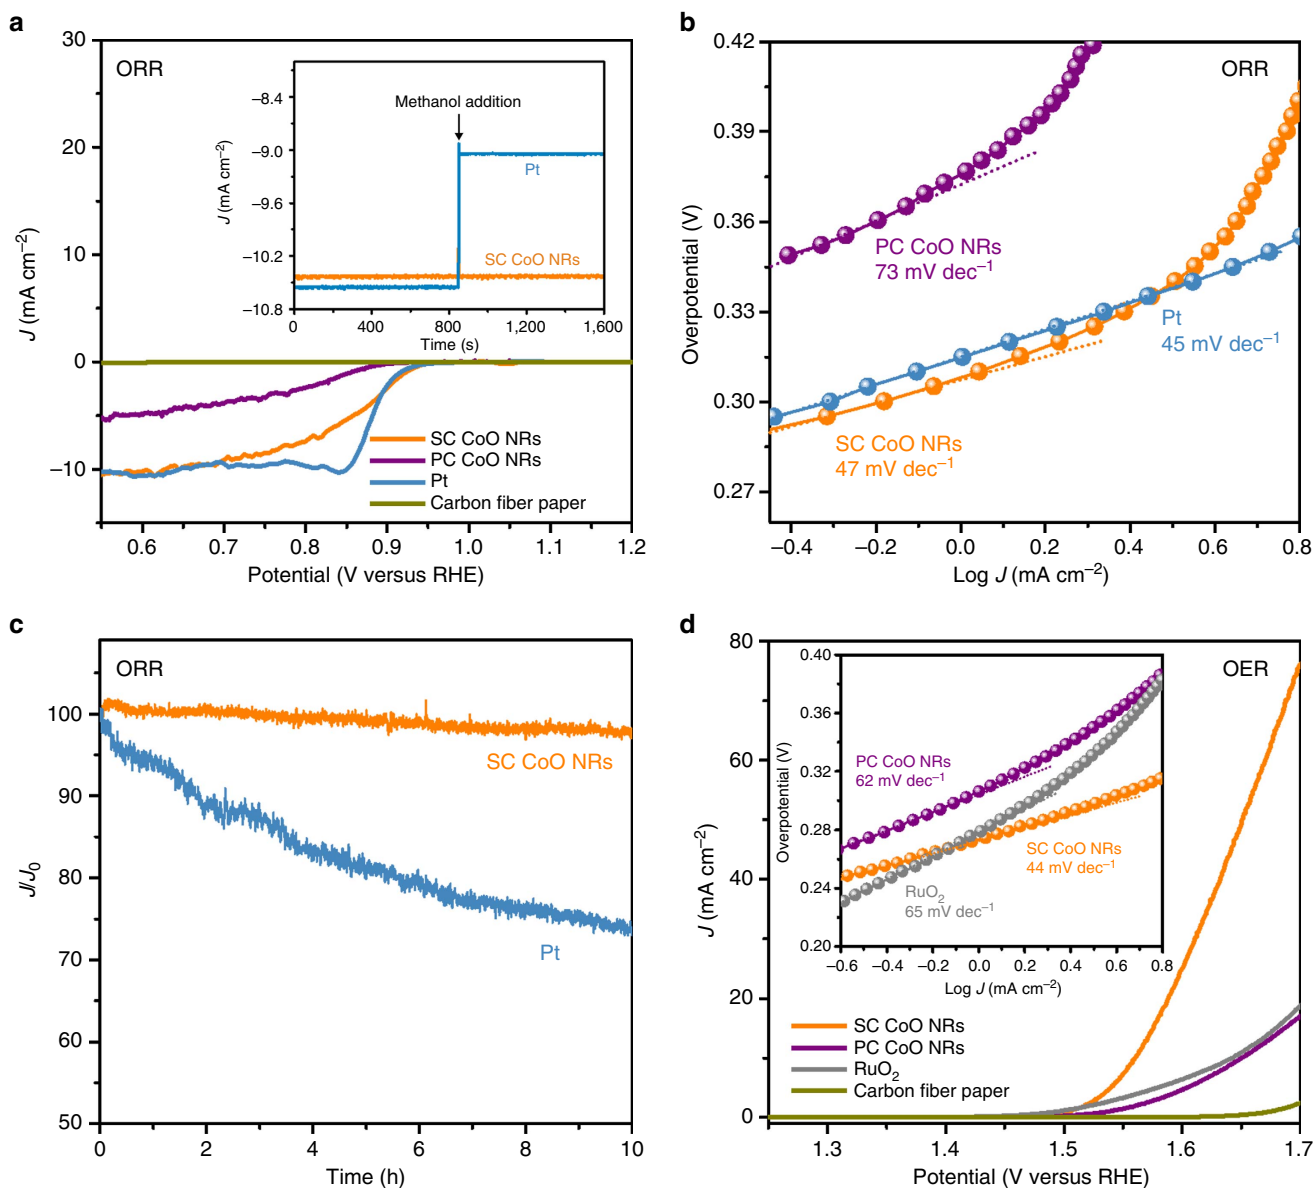 a
ORR
30
20
10
0
−10
J (mA cm−2)
0.6 0.7 0.8 0.9 1.0 1.1 1.2
Potential (V versus RHE)
SC CoO NRs
PC CoO NRs
Pt
Carbon fiber paper
Methanol addition
Pt
SC CoO NRs
−8.4
−9.0
−9.6
−10.2
−10.8
J (mA cm−2)
0 400 800 1,200 1,600
Time (s)
b
ORR
0.42
0.39
0.36
0.33
0.30
0.27
Overpotential (V)
PC CoO NRs
73 mV dec−1
Pt
45 mV dec−1
SC CoO NRs
47 mV dec−1
−0.4 −0.2 0.0 0.2 0.4 0.6 0.8
Log J (mA cm−2)
c
ORR
100
90
80
70
60
50
J/J0
SC CoO NRs
Pt
0 2 4 6 8 10
Time (h)
d
OER
80
60
40
20
0
J (mA cm−2)
0.40
0.36
0.32
0.28
0.24
0.20
Overpotential (V)
PC CoO NRs
62 mV dec−1
SC CoO NRs
44 mV dec−1
RuO2
65 mV dec−1
−0.6 −0.4 −0.2 0.0 0.2 0.4 0.6 0.8
Log J (mA cm−2)
SC CoO NRs
PC CoO NRs
RuO2
Carbon fiber paper
1.3 1.4 1.5 1.6 1.7
Potential (V versus RHE)